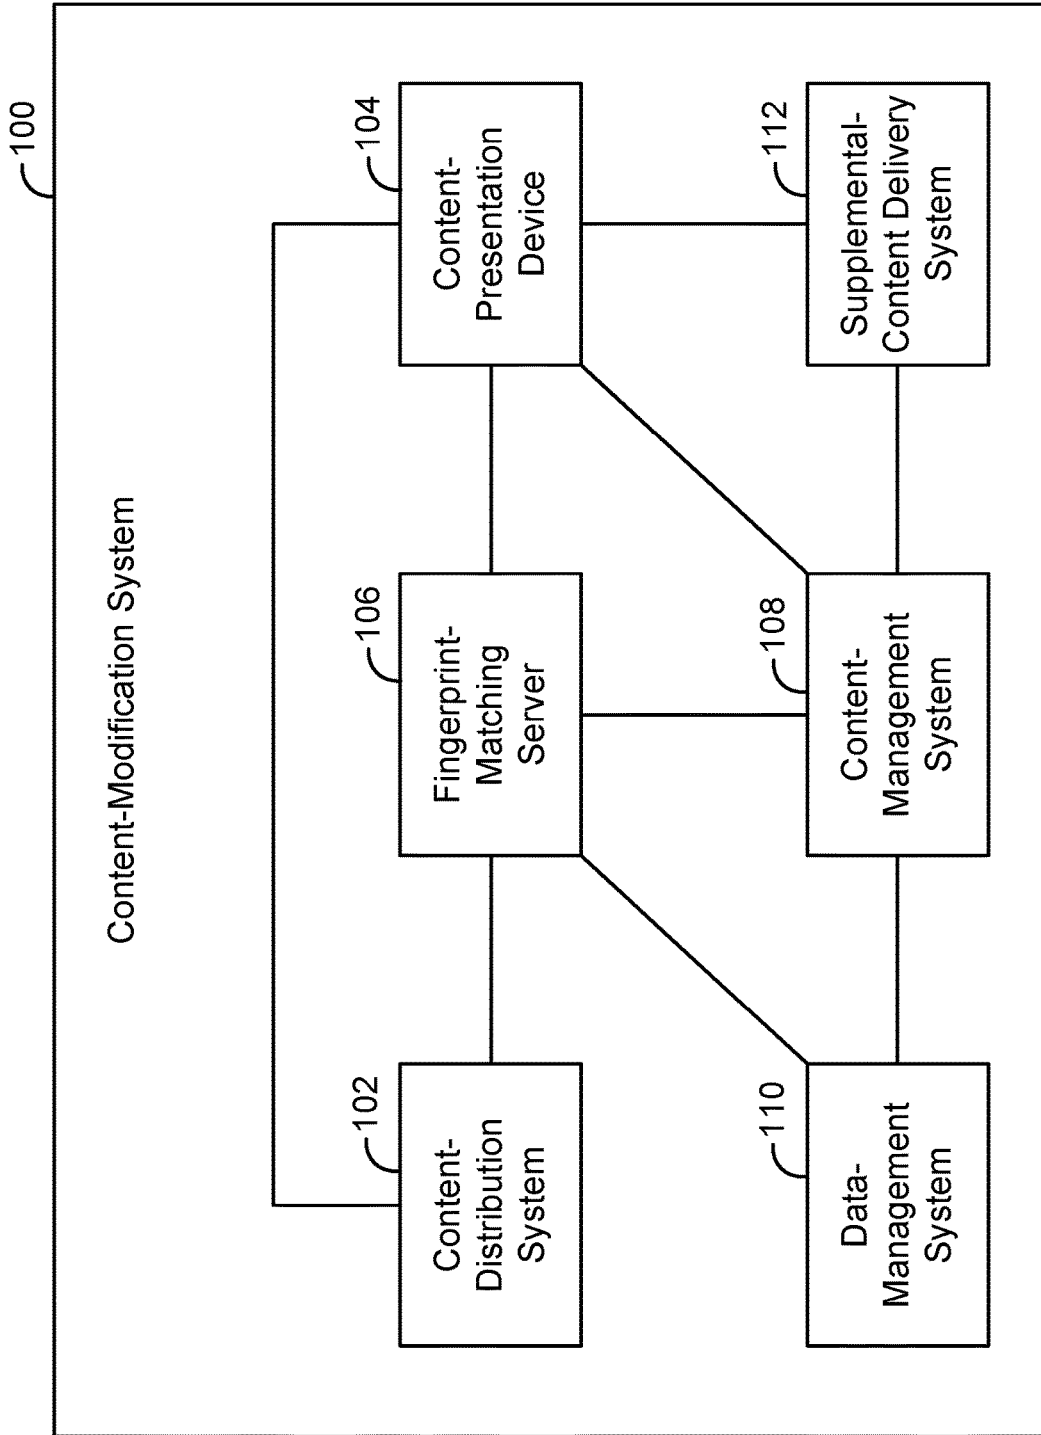 100
Content-Modification System
102
Content-
Distribution
System
106
Fingerprint-
Matching
Server
104
Content-
Presentation
Device
110
Data-
Management
System
108
Content-
Management
System
112
Supplemental-
Content Delivery
System